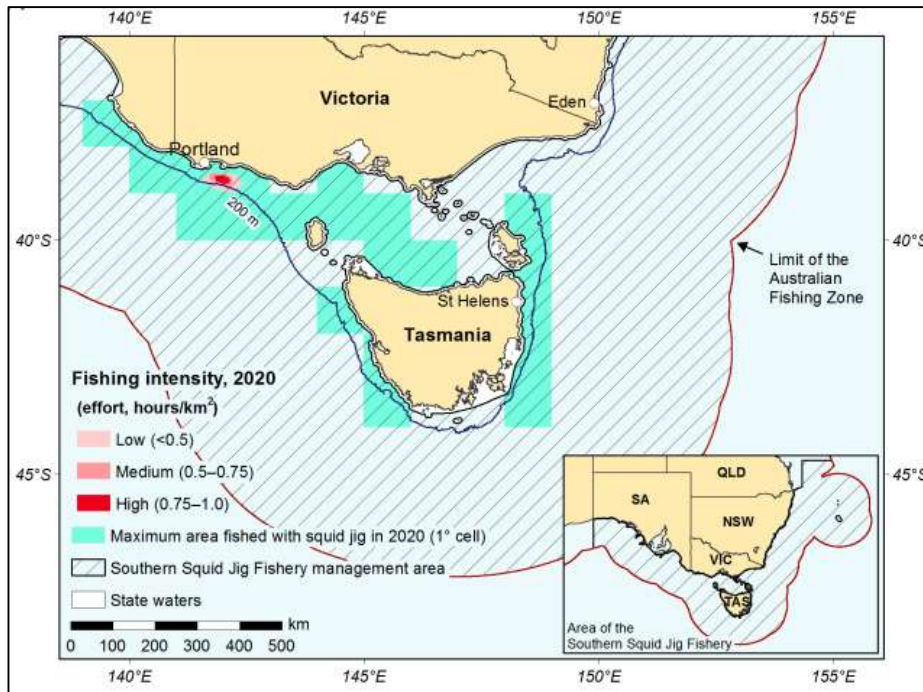 140°E
145°E
150°E
155°E
Victoria
Eden
Portland
200 m
40°S
40°S
Limit of the
Australian
Fishing Zone
St Helens
Tasmania
Fishing intensity, 2020
(effort, hours/km²)
Low (<0.5)
Medium (0.5–0.75)
High (0.75–1.0)
45°S
45°S
Maximum area fished with squid jig in 2020 (1° cell)
Southern Squid Jig Fishery management area
State waters
km
0 100 200 300 400 500
QLD
SA
NSW
VIC
TAS
Area of the
Southern Squid Jig Fishery
140°E
145°E
150°E
155°E